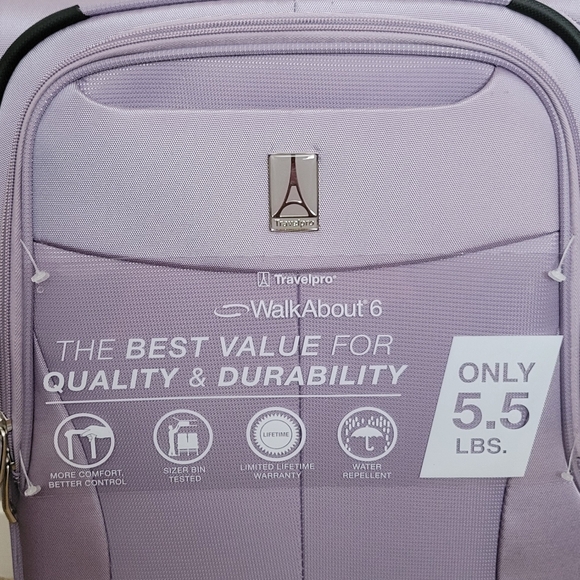 Travelpro
Travelpro®
WalkAbout® 6
THE BEST VALUE FOR
QUALITY & DURABILITY
ONLY
5.5
LBS.
MORE COMFORT,
BETTER CONTROL
SIZER BIN
TESTED
LIFETIME
LIMITED LIFETIME
WARRANTY
WATER
REPELLENT